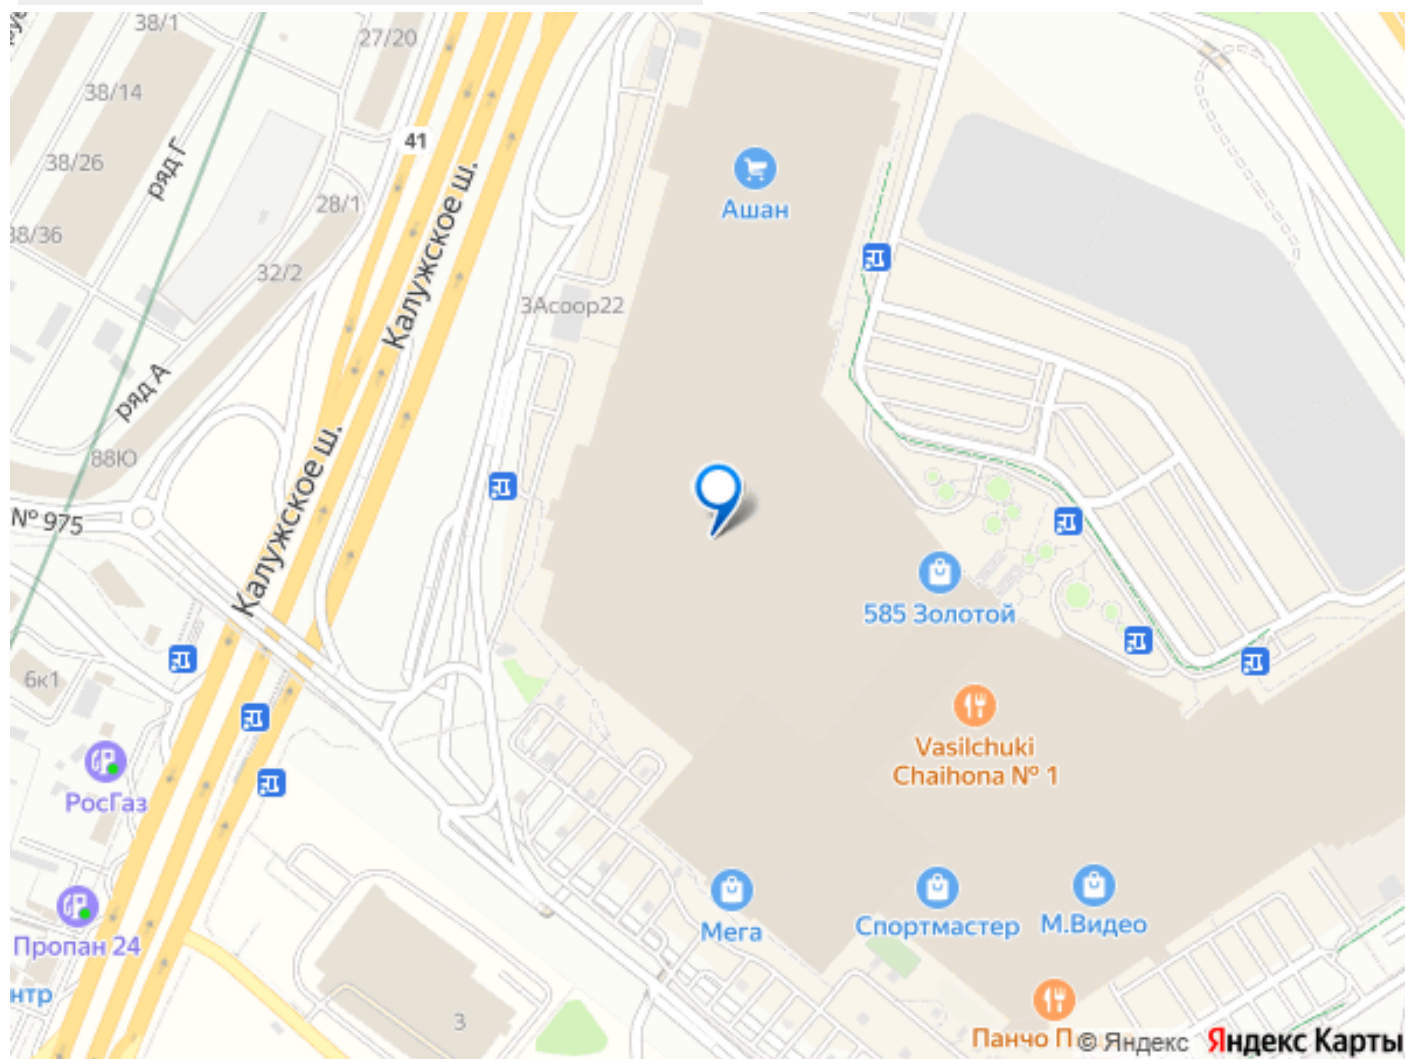 38/1
27/20
38/14
41
38/26
ряд Г
Калужское ш.
28/1
Ашан
38/36
32/2
3Асоор22
ряд А
88Ю
Калужское ш.
№ 975
585 Золотой
6к1
Vasilchuki
Chaihona № 1
РосГаз
Мега
Спортмастер
М.Видео
Пропан 24
нтр
3
Панчо П
© Яндекс
Яндекс Карты